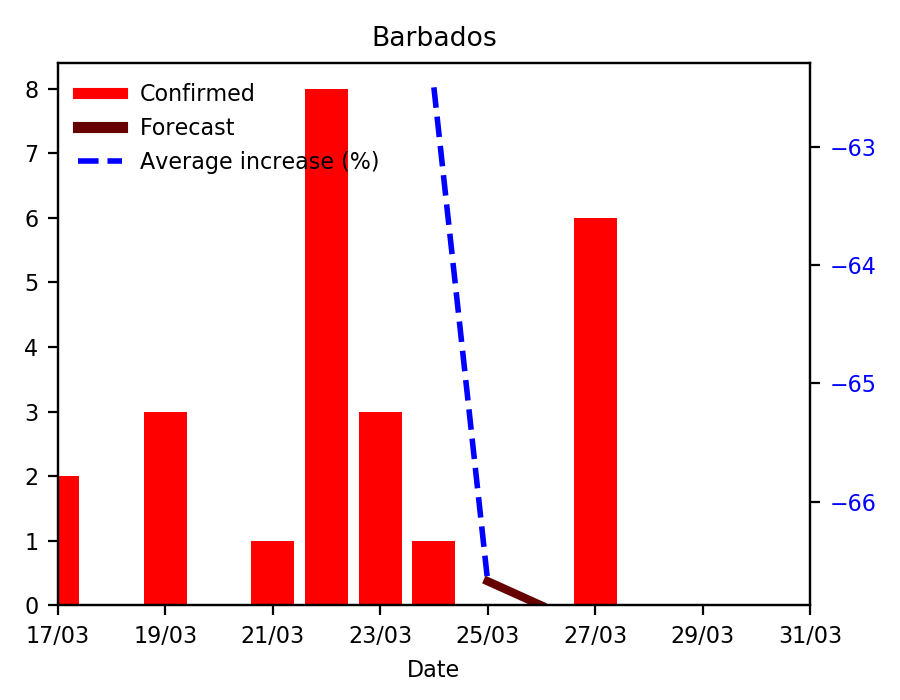 Barbados
Confirmed
Forecast
Average increase (%)
8
7
6
5
4
3
2
1
0
−63
−64
−65
−66
17/03 19/03 21/03 23/03 25/03 27/03 29/03 31/03
Date